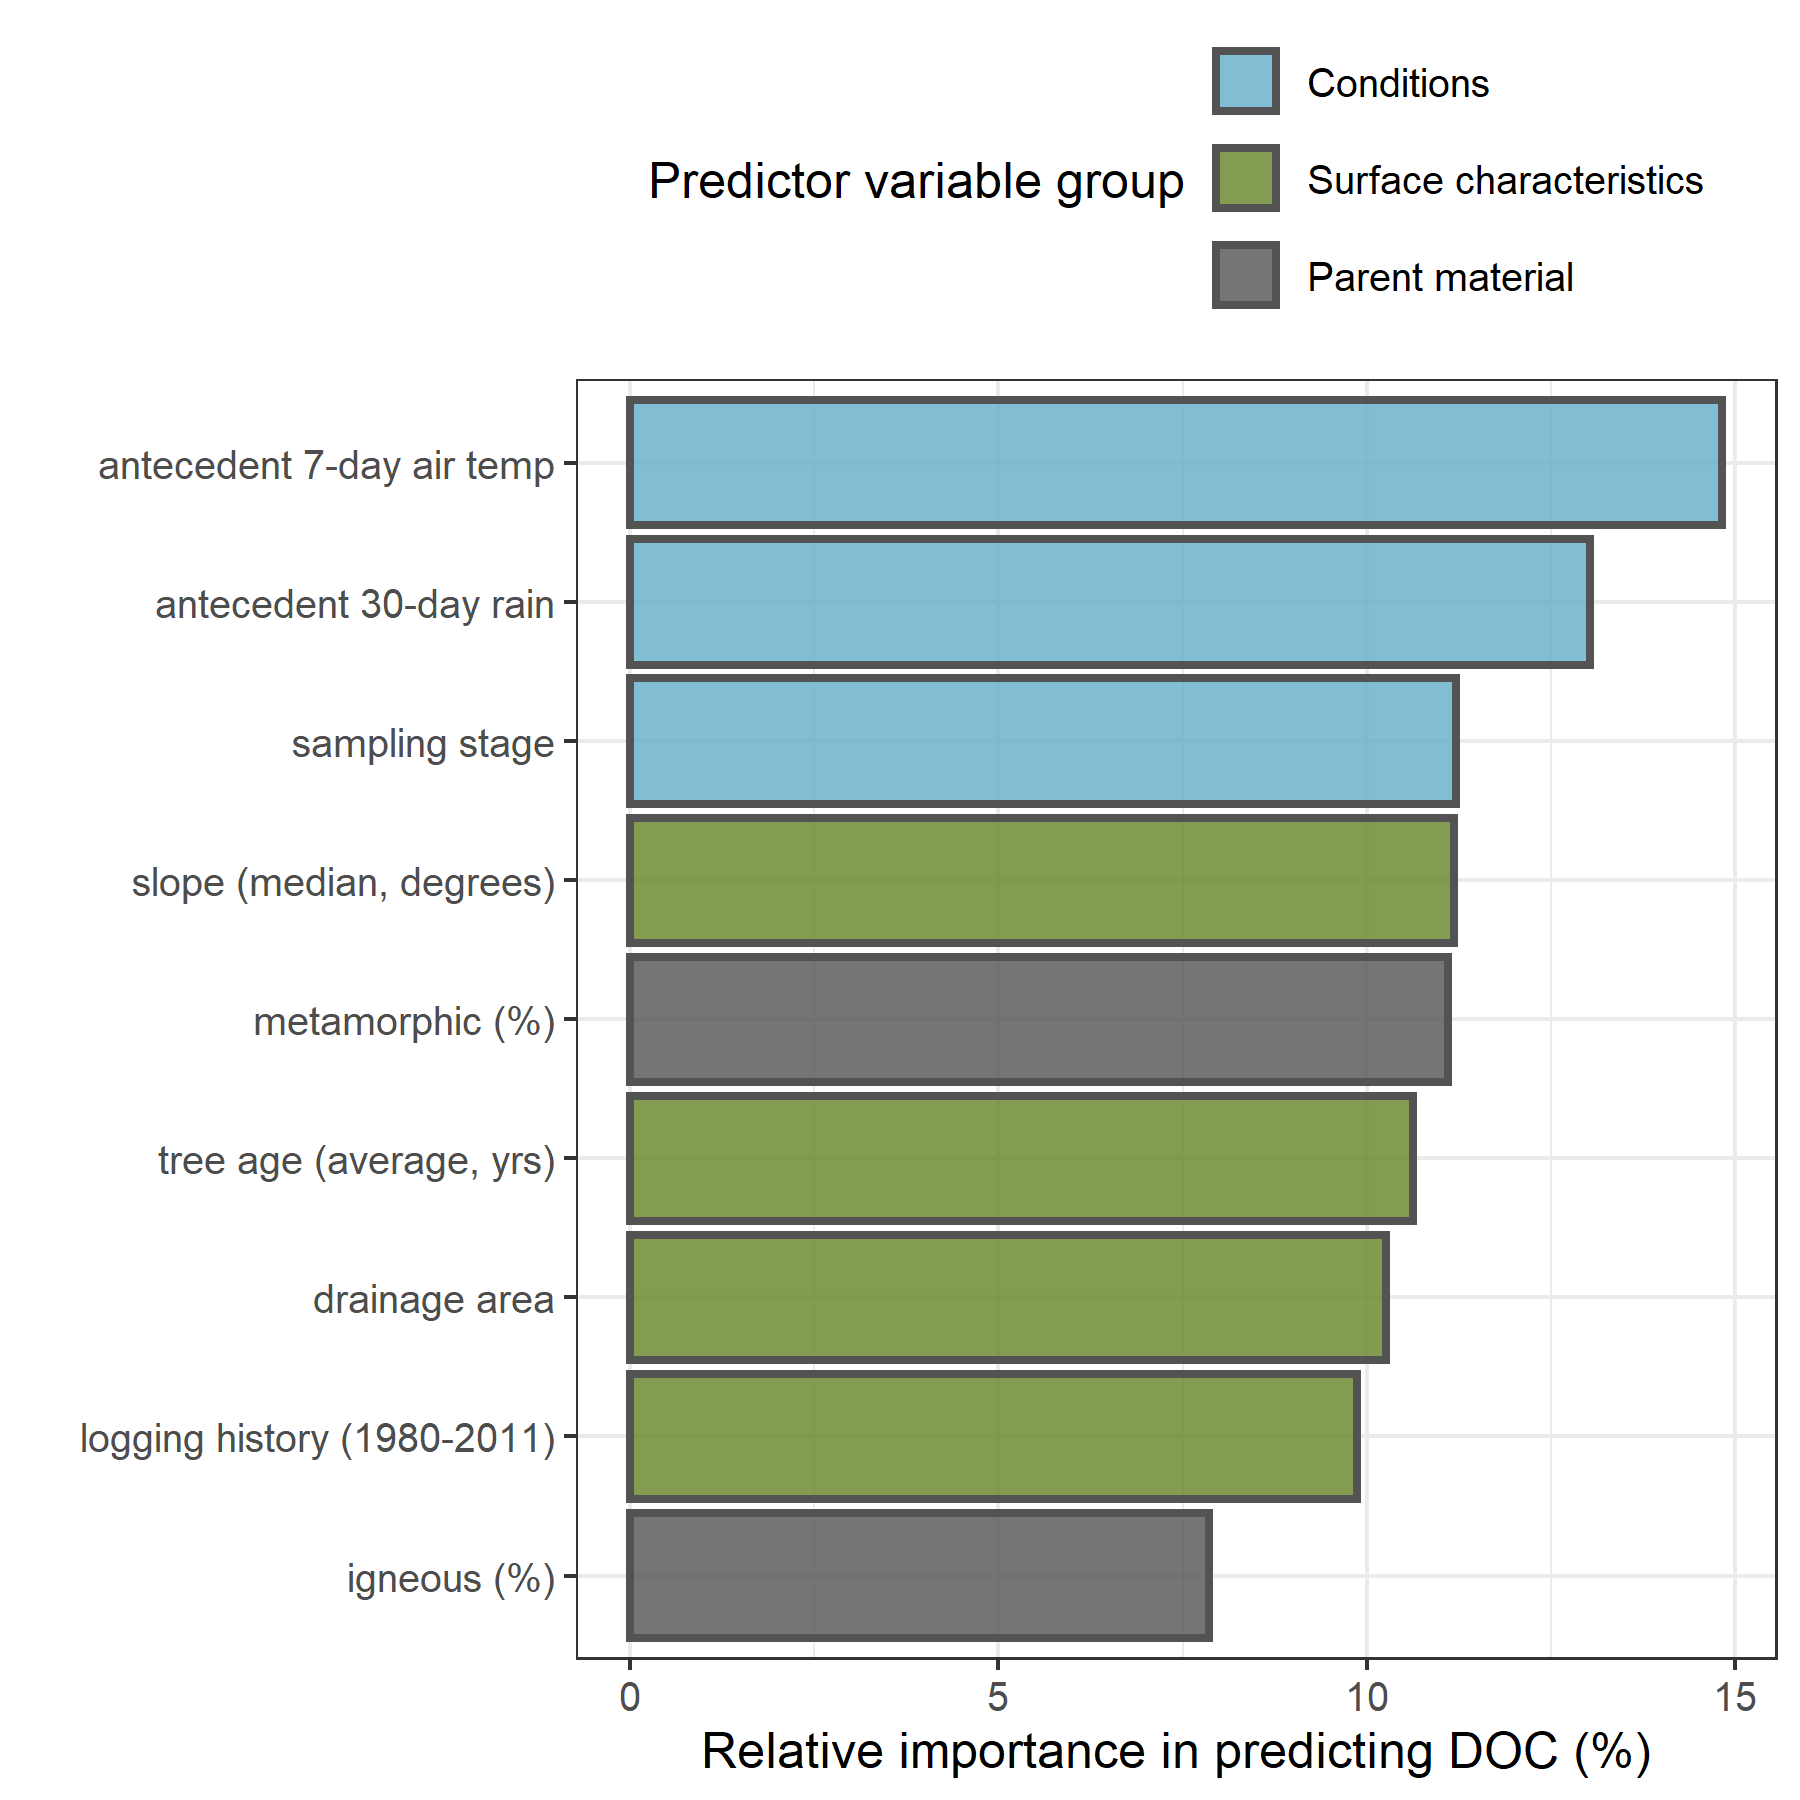 Predictor variable group
Conditions
Surface characteristics
Parent material
antecedent 7-day air temp
antecedent 30-day rain
sampling stage
slope (median, degrees)
metamorphic (%)
tree age (average, yrs)
drainage area
logging history (1980-2011)
igneous (%)
0 5 10 15
Relative importance in predicting DOC (%)